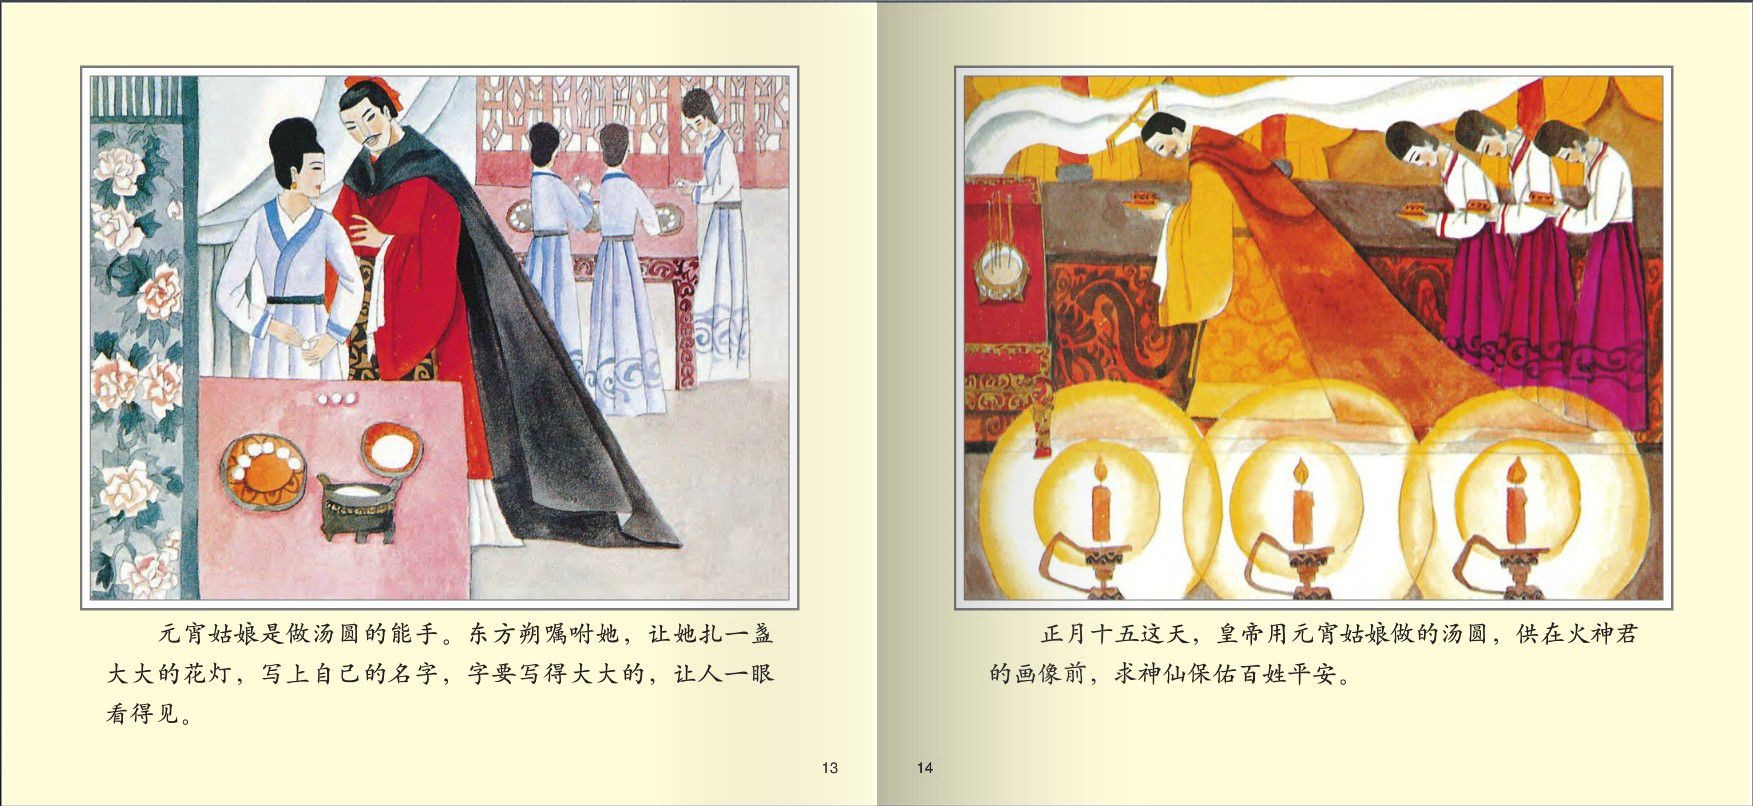 元宵姑娘是做汤圆的能手。东方朔嘱咐她，让她扎一盏
大大的花灯，写上自己的名字，字要写得大大的，让人一眼
看得见。
13
正月十五这天，皇帝用元宵姑娘做的汤圆，供在火神君
的画像前，求神仙保佑百姓平安。
14